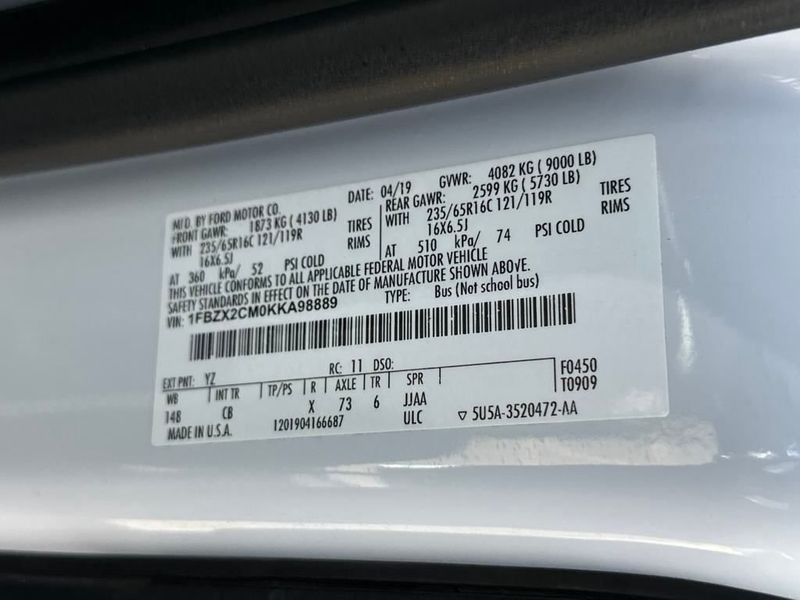 MFD. BY FORD MOTOR CO.
DATE: 04/19 GVWR: 4082 KG ( 9000 LB)
FRONT GAWR: 1873 KG ( 4130 LB)
WITH 235/65R16C 121/119R TIRES
16X6.5J RIMS
AT 360 kPa/ 52 PSI COLD
REAR GAWR: 2599 KG ( 5730 LB)
WITH 235/65R16C 121/119R TIRES
16X6.5J RIMS
AT 510 kPa/ 74 PSI COLD
THIS VEHICLE CONFORMS TO ALL APPLICABLE FEDERAL MOTOR VEHICLE
SAFETY STANDARDS IN EFFECT ON THE DATE OF MANUFACTURE SHOWN ABOVE.
VIN: 1FBZX2CM0KKA98889 TYPE: Bus (Not school bus)
EXT PNT: YZ RC: 11 DSO: F0450
T0909
WB INT TR TP/PS R AXLE TR SPR
148 CB X 73 6 JJAA
MADE IN U.S.A. 1201904166687 ULC ▽ 5U5A-3520472-AA